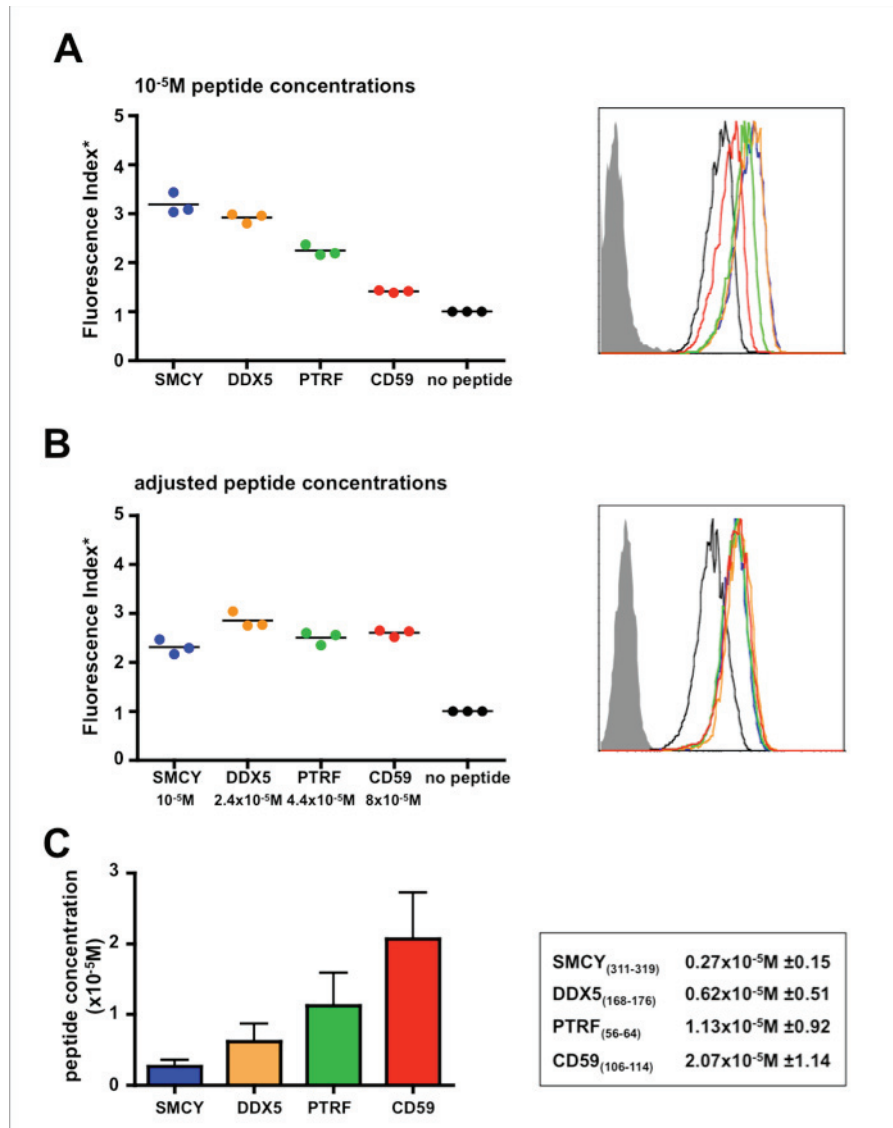 A
10⁻⁵M peptide concentrations
Fluorescence Index*
5
4
3
2
1
0
SMCY DDX5 PTRF CD59 no peptide
B
adjusted peptide concentrations
Fluorescence Index*
5
4
3
2
1
0
SMCY DDX5 PTRF CD59 no peptide
10⁻⁵M 2.4x10⁻⁵M 4.4x10⁻⁵M 8x10⁻⁵M
C
peptide concentration
(x10⁻⁵M)
3
2
1
0
SMCY DDX5 PTRF CD59
SMCY(311-319) 0.27x10⁻⁵M ±0.15
DDX5(168-176) 0.62x10⁻⁵M ±0.51
PTRF(56-64) 1.13x10⁻⁵M ±0.92
CD59(106-114) 2.07x10⁻⁵M ±1.14